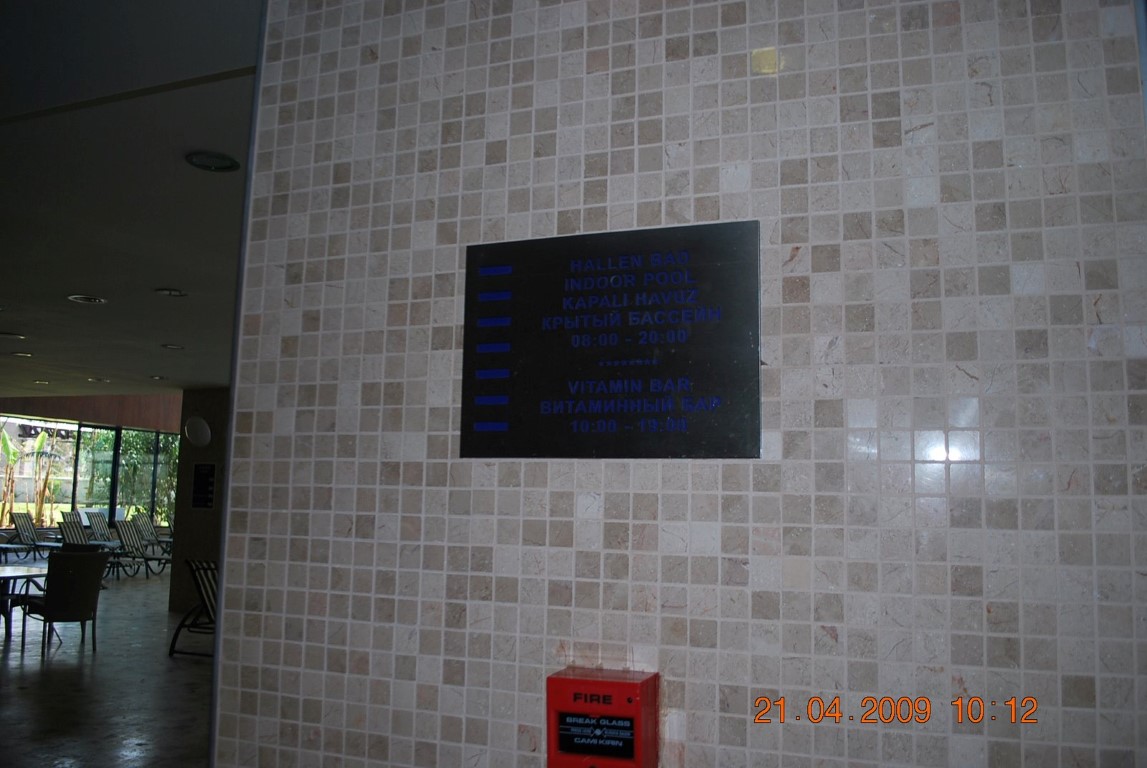 HALLEN BAD
INDOOR POOL
KAPALI HAVUZ
КРЫТЫЙ БАССЕЙН
08:00 - 20:00
********
VITAMIN BAR
ВИТАМИННЫЙ БАР
10:00 - 19:00
FIRE
BREAK GLASS
CAMI KIRIN
21.04.2009 10:12